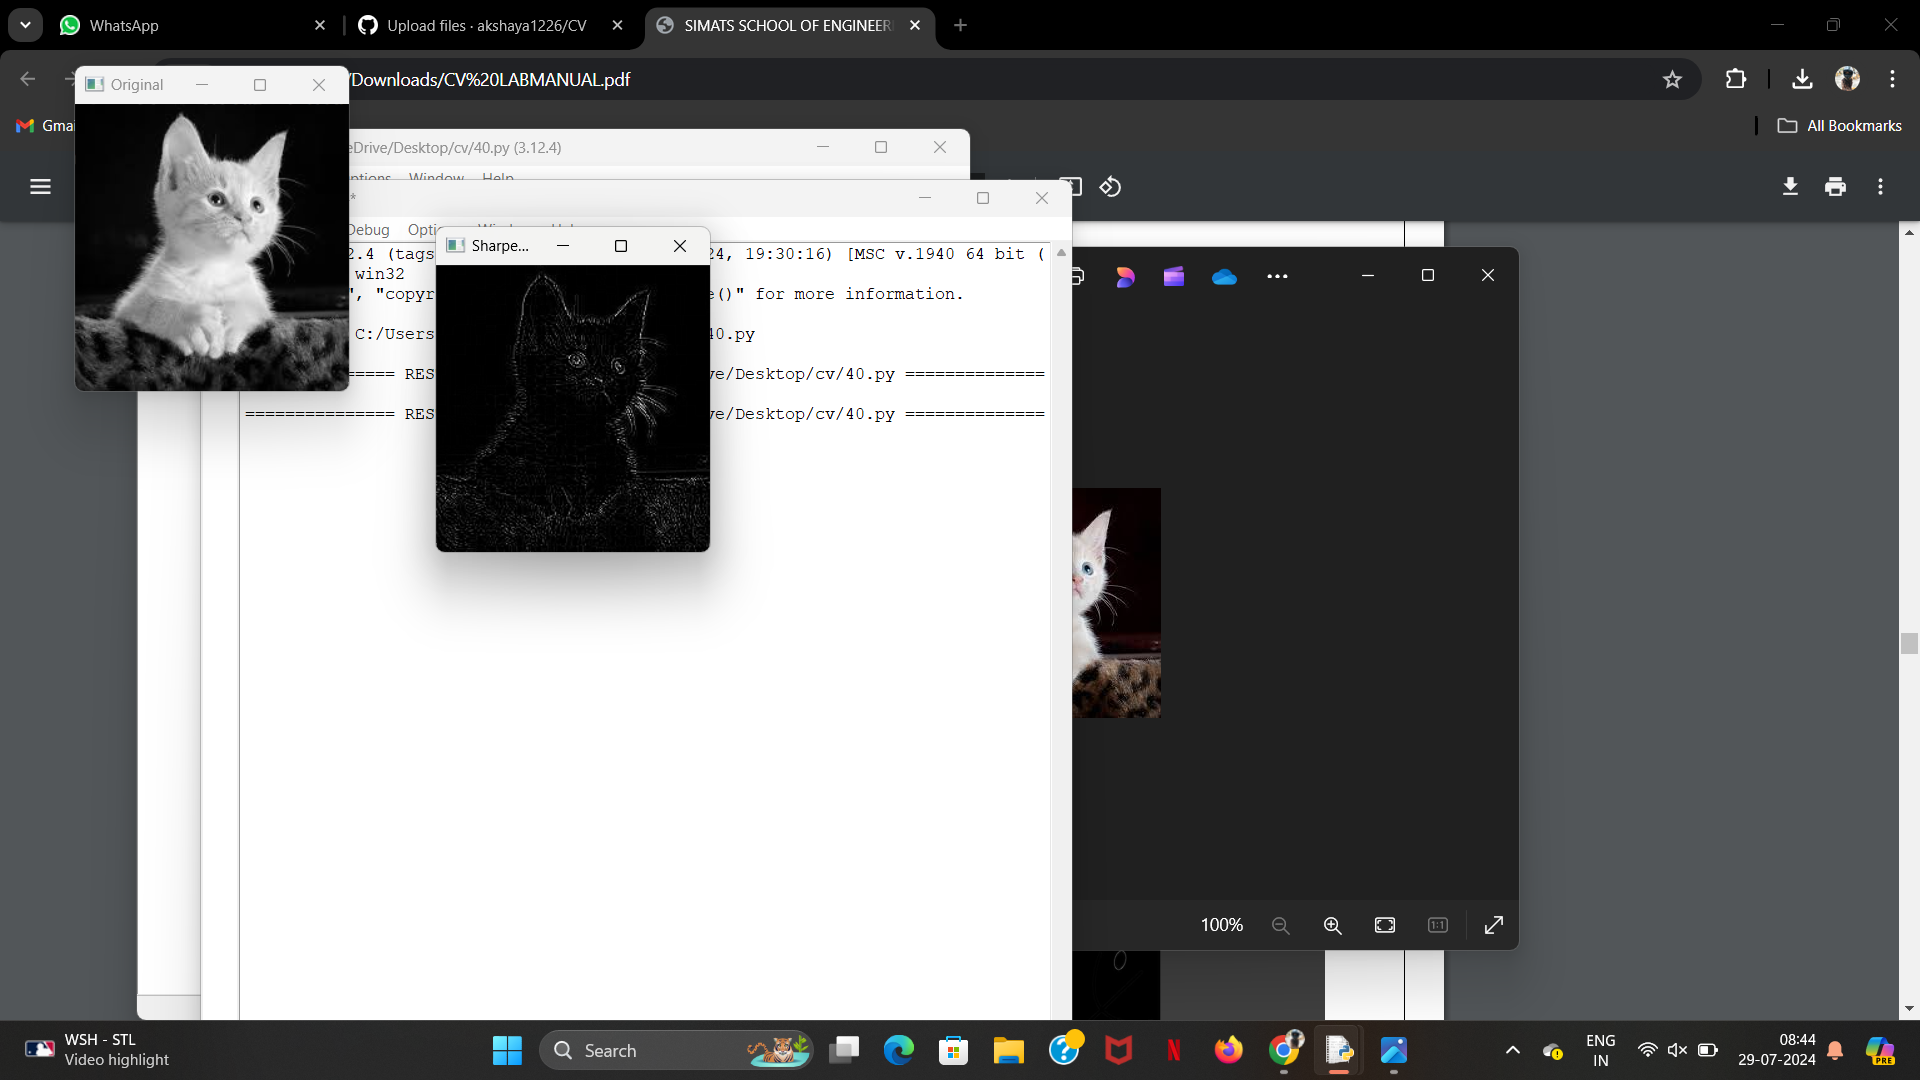 WhatsApp
Upload files · akshaya1226/CV
SIMATS SCHOOL OF ENGINEER
/Downloads/CV%20LABMANUAL.pdf
Original
Gmai
All Bookmarks
eDrive/Desktop/cv/40.py (3.12.4)
ptions Window Help
*
Debug
Sharpe...
2.4 (tags 24, 19:30:16) [MSC v.1940 64 bit (
win32
", "copyr e()" for more information.
C:/Users 40.py
===== RES ve/Desktop/cv/40.py ==============
=============== RES ve/Desktop/cv/40.py ==============
100%
1:1
WSH - STL
Video highlight
Search
ENG
IN
08:44
29-07-2024
PRE